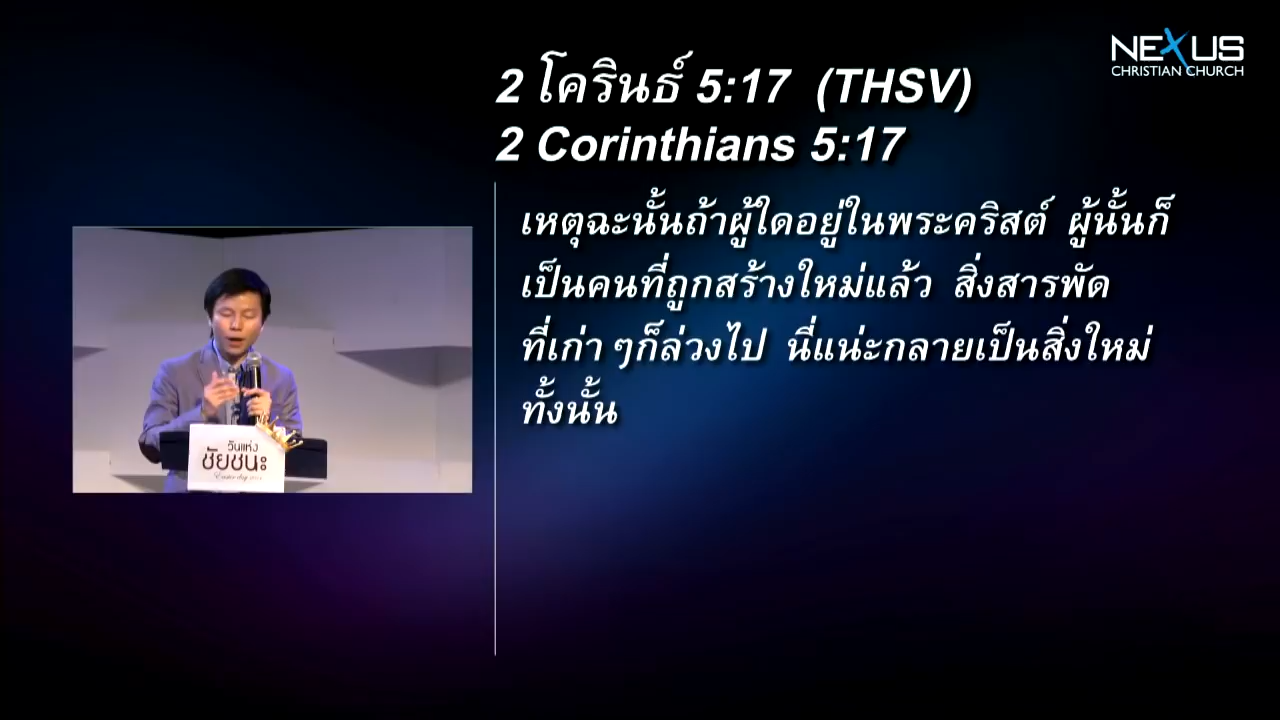 NEXUS
CHRISTIAN CHURCH
2 โครินธ์ 5:17 (THSV)
2 Corinthians 5:17
เหตุฉะนั้นถ้าผู้ใดอยู่ในพระคริสต์ ผู้นั้นก็
เป็นคนที่ถูกสร้างใหม่แล้ว สิ่งสารพัด
ที่เก่าๆก็ล่วงไป นี่แน่ะกลายเป็นสิ่งใหม่
ทั้งนั้น
วันแห่ง
ชัยชนะ
Easter day